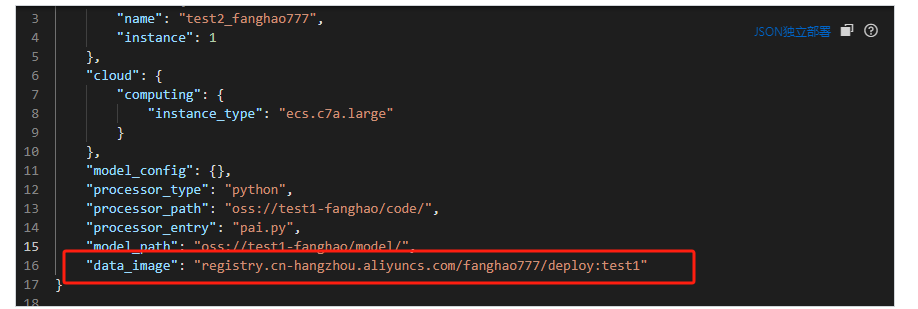 3 "name": "test2_fanghao777",
4 "instance": 1
5 },
6 "cloud": {
7 "computing": {
8 "instance_type": "ecs.c7a.large"
9 }
10 },
11 "model_config": {},
12 "processor_type": "python",
13 "processor_path": "oss://test1-fanghao/code/",
14 "processor_entry": "pai.py",
15 "model_path": "oss://test1-fanghao/model/",
16 "data_image": "registry.cn-hangzhou.aliyuncs.com/fanghao777/deploy:test1"
17 }
18
JSON独立部署